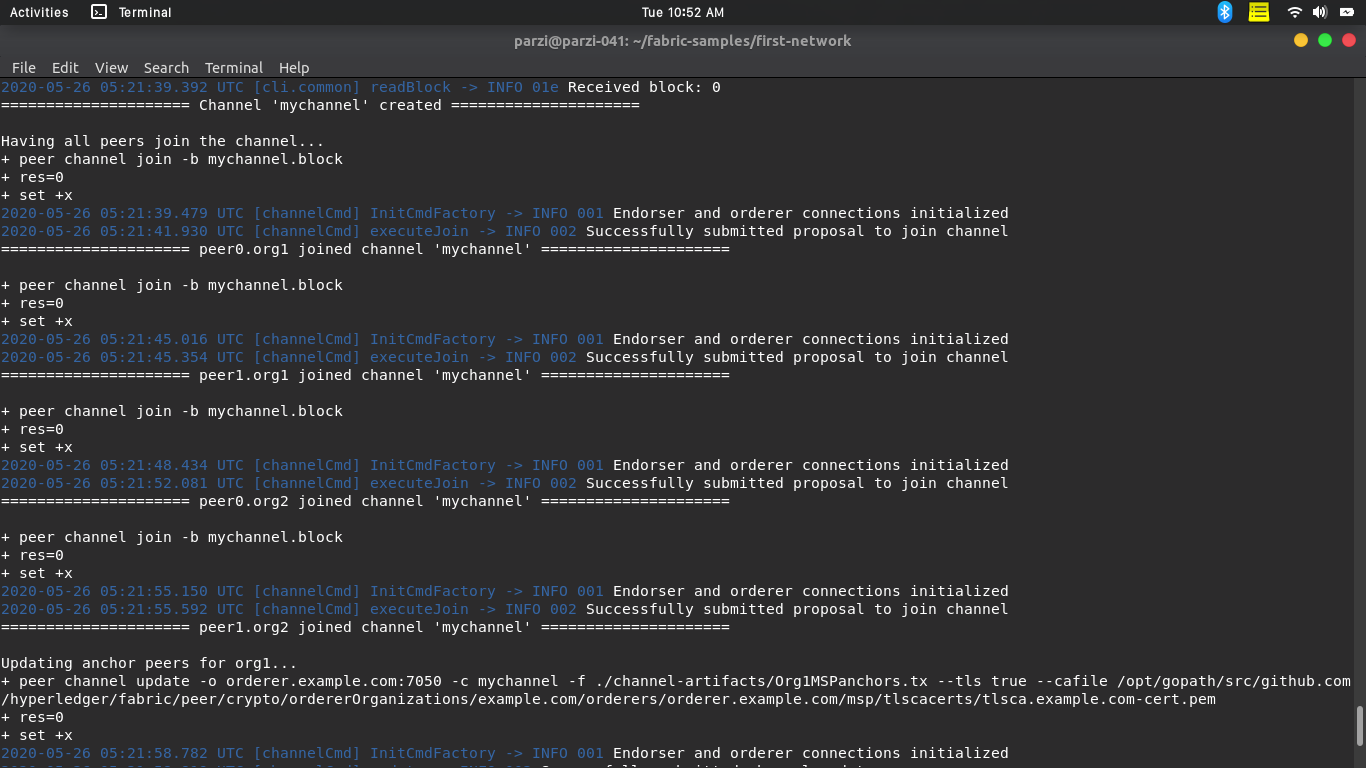 Activities Terminal Tue 10:52 AM
parzi@parzi-041: ~/fabric-samples/first-network
File Edit View Search Terminal Help
2020-05-26 05:21:39.392 UTC [cli.common] readBlock -> INFO 01e Received block: 0
===================== Channel 'mychannel' created =====================
Having all peers join the channel...
+ peer channel join -b mychannel.block
+ res=0
+ set +x
2020-05-26 05:21:39.479 UTC [channelCmd] InitCmdFactory -> INFO 001 Endorser and orderer connections initialized
2020-05-26 05:21:41.930 UTC [channelCmd] executeJoin -> INFO 002 Successfully submitted proposal to join channel
===================== peer0.org1 joined channel 'mychannel' =====================
+ peer channel join -b mychannel.block
+ res=0
+ set +x
2020-05-26 05:21:45.016 UTC [channelCmd] InitCmdFactory -> INFO 001 Endorser and orderer connections initialized
2020-05-26 05:21:45.354 UTC [channelCmd] executeJoin -> INFO 002 Successfully submitted proposal to join channel
===================== peer1.org1 joined channel 'mychannel' =====================
+ peer channel join -b mychannel.block
+ res=0
+ set +x
2020-05-26 05:21:48.434 UTC [channelCmd] InitCmdFactory -> INFO 001 Endorser and orderer connections initialized
2020-05-26 05:21:52.081 UTC [channelCmd] executeJoin -> INFO 002 Successfully submitted proposal to join channel
===================== peer0.org2 joined channel 'mychannel' =====================
+ peer channel join -b mychannel.block
+ res=0
+ set +x
2020-05-26 05:21:55.150 UTC [channelCmd] InitCmdFactory -> INFO 001 Endorser and orderer connections initialized
2020-05-26 05:21:55.592 UTC [channelCmd] executeJoin -> INFO 002 Successfully submitted proposal to join channel
===================== peer1.org2 joined channel 'mychannel' =====================
Updating anchor peers for org1...
+ peer channel update -o orderer.example.com:7050 -c mychannel -f ./channel-artifacts/Org1MSPanchors.tx --tls true --cafile /opt/gopath/src/github.com
/hyperledger/fabric/peer/crypto/ordererOrganizations/example.com/orderers/orderer.example.com/msp/tlscacerts/tlsca.example.com-cert.pem
+ res=0
+ set +x
2020-05-26 05:21:58.782 UTC [channelCmd] InitCmdFactory -> INFO 001 Endorser and orderer connections initialized